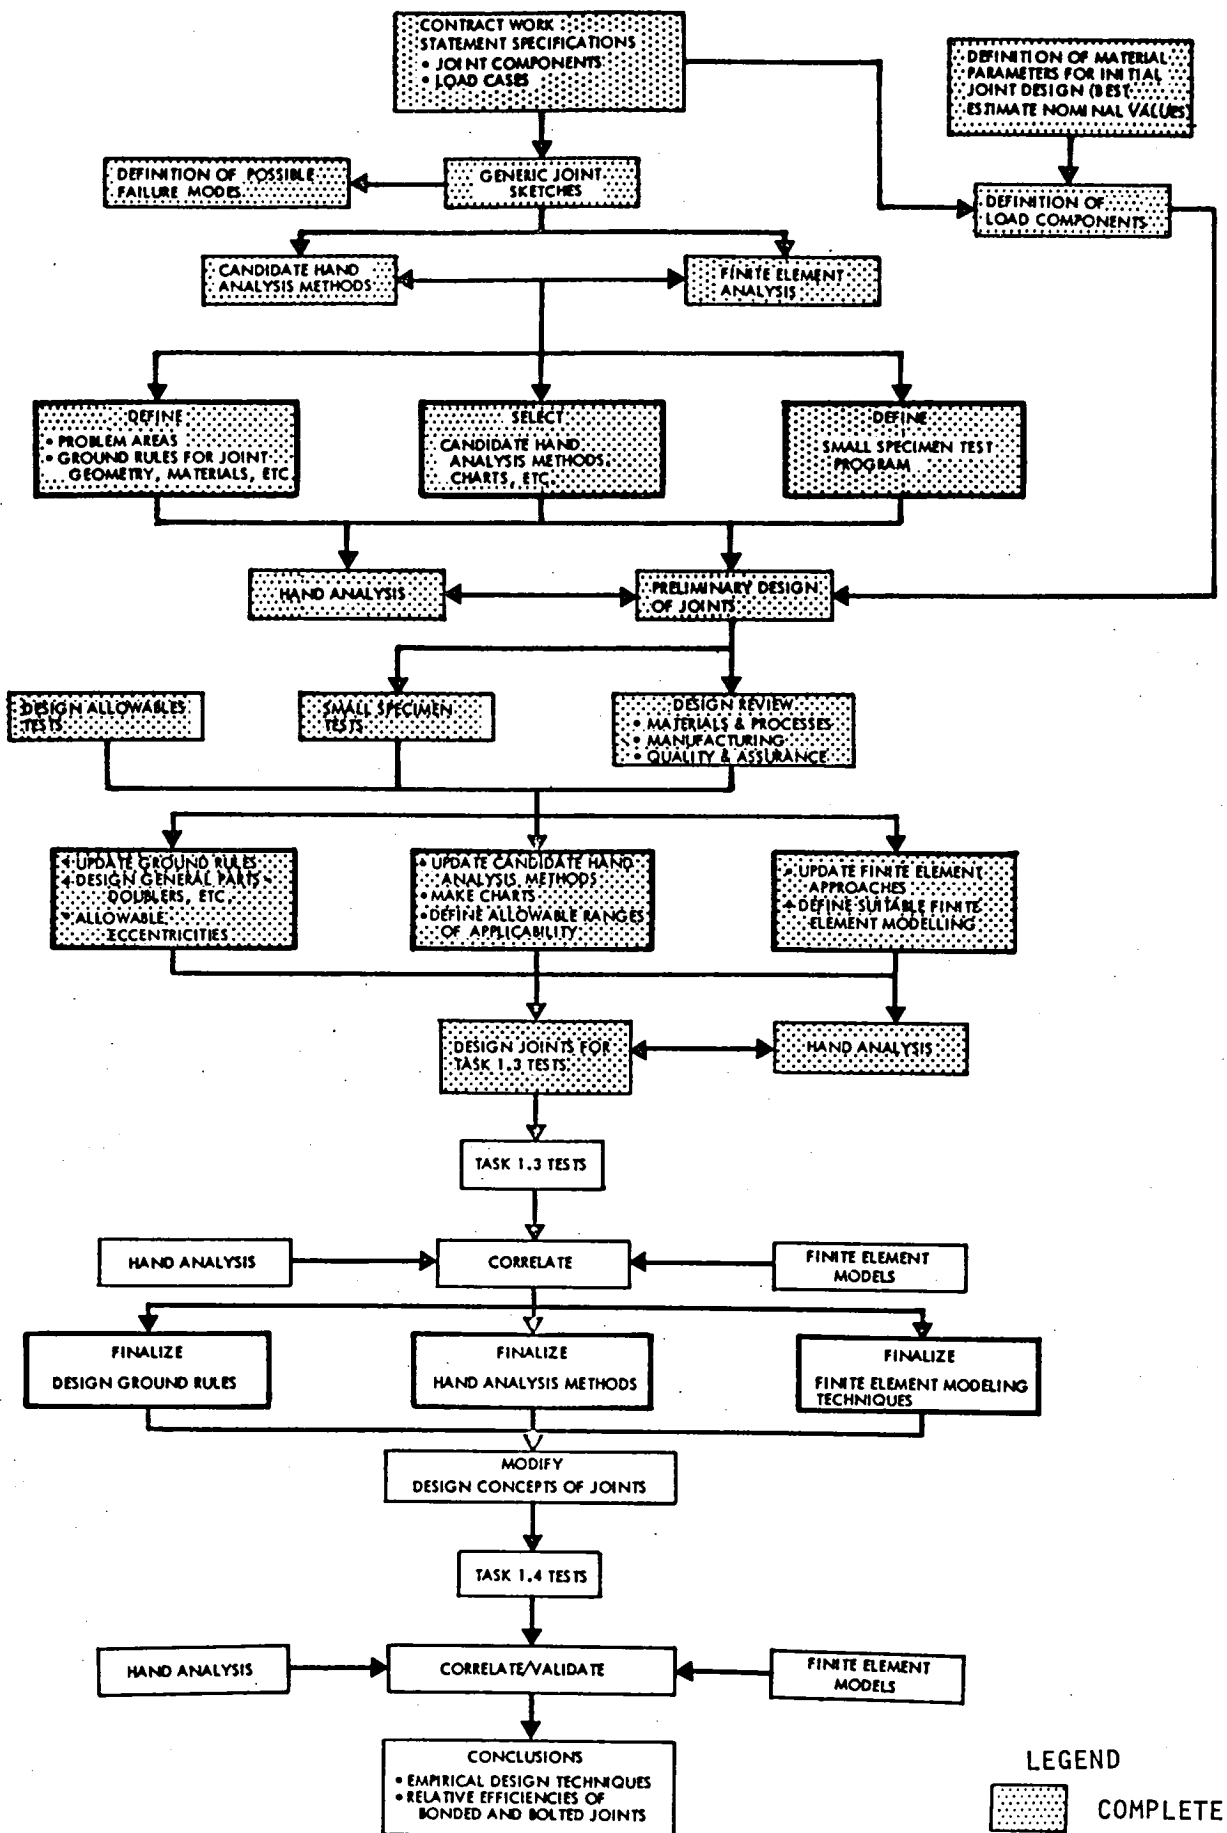 CONTRACT WORK
STATEMENT SPECIFICATIONS
• JOINT COMPONENTS
• LOAD CASES
DEFINITION OF MATERIAL
PARAMETERS FOR INITIAL
JOINT DESIGN (BEST
ESTIMATE NOMINAL VALUES)
DEFINITION OF POSSIBLE
FAILURE MODES
GENERIC JOINT
SKETCHES
DEFINITION OF
LOAD COMPONENTS
CANDIDATE HAND
ANALYSIS METHODS
FINITE ELEMENT
ANALYSIS
DEFINE
• PROBLEM AREAS
• GROUND RULES FOR JOINT
GEOMETRY, MATERIALS, ETC.
SELECT
CANDIDATE HAND
ANALYSIS METHODS,
CHARTS, ETC.
DEFINE
SMALL SPECIMEN TEST
PROGRAM
HAND ANALYSIS
PRELIMINARY DESIGN
OF JOINTS
DESIGN ALLOWABLES
TESTS
SMALL SPECIMEN
TESTS
DESIGN REVIEW
• MATERIALS & PROCESSES
• MANUFACTURING
• QUALITY & ASSURANCE
• UPDATE GROUND RULES
• DESIGN GENERAL PARTS -
DOUBLERS, ETC.
• ALLOWABLE
ECCENTRICITIES
• UPDATE CANDIDATE HAND
ANALYSIS METHODS
• MAKE CHARTS
• DEFINE ALLOWABLE RANGES
OF APPLICABILITY
• UPDATE FINITE ELEMENT
APPROACHES
• DEFINE SUITABLE FINITE
ELEMENT MODELLING
DESIGN JOINTS FOR
TASK 1.3 TESTS
HAND ANALYSIS
TASK 1.3 TESTS
HAND ANALYSIS
CORRELATE
FINITE ELEMENT
MODELS
FINALIZE
DESIGN GROUND RULES
FINALIZE
HAND ANALYSIS METHODS
FINALIZE
FINITE ELEMENT MODELING
TECHNIQUES
MODIFY
DESIGN CONCEPTS OF JOINTS
TASK 1.4 TESTS
HAND ANALYSIS
CORRELATE/VALIDATE
FINITE ELEMENT
MODELS
CONCLUSIONS
• EMPIRICAL DESIGN TECHNIQUES
• RELATIVE EFFICIENCIES OF
BONDED AND BOLTED JOINTS
LEGEND
COMPLETE